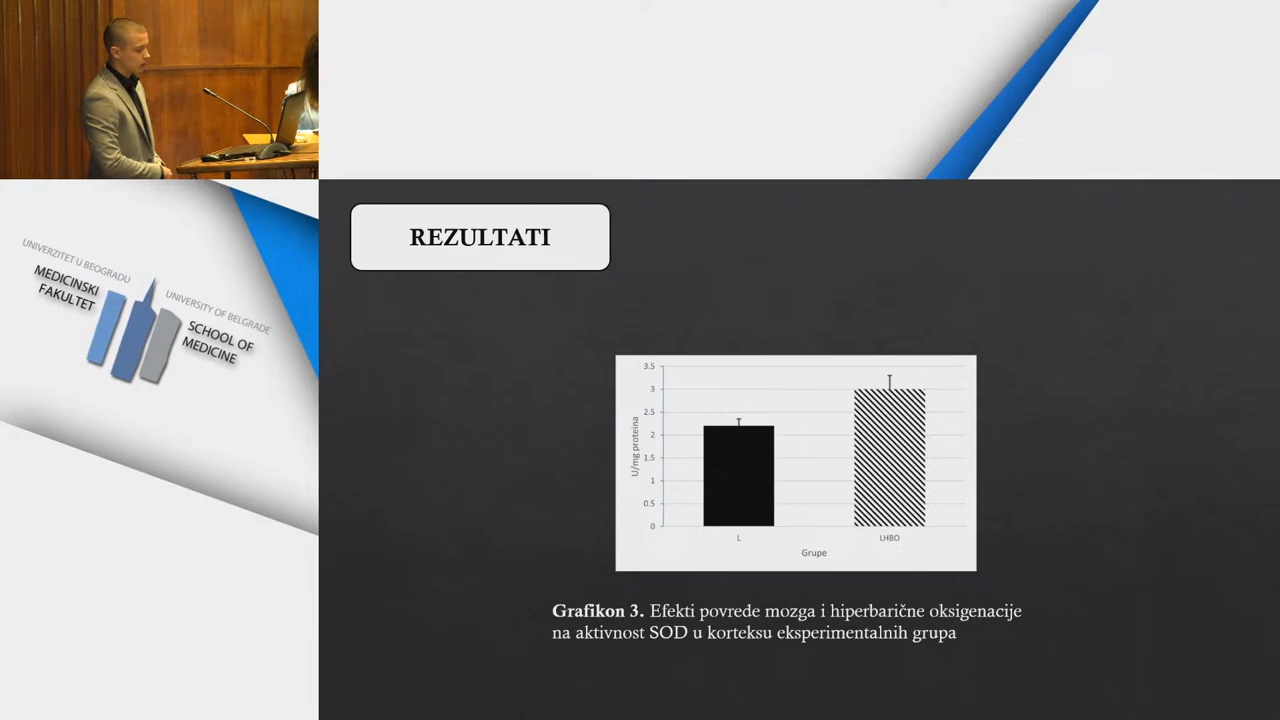 UNIVERZITET U BEOGRADU
MEDICINSKI
FAKULTET
UNIVERSITY OF BELGRADE
SCHOOL OF
MEDICINE
REZULTATI
3.5
3
2.5
2
1.5
1
0.5
0
U/mg proteina
L
LHBO
Grupe
Grafikon 3. Efekti povrede mozga i hiperbarične oksigenacije
na aktivnost SOD u korteksu eksperimentalnih grupa